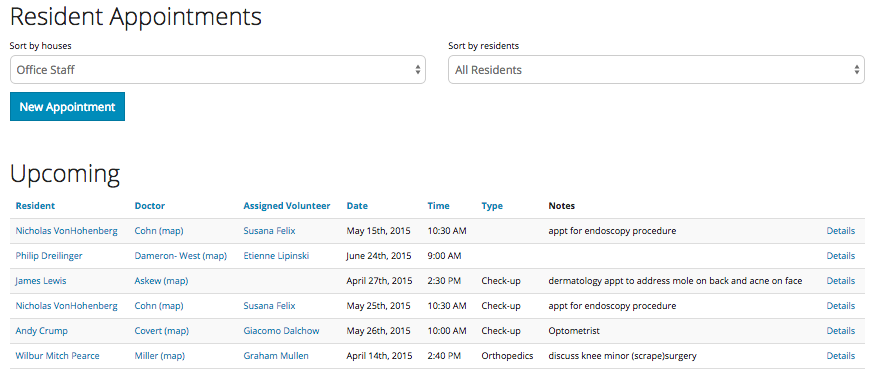 Resident Appointments
Sort by houses Sort by residents
Office Staff All Residents
New Appointment
Upcoming
Resident Doctor Assigned Volunteer Date Time Type Notes
Nicholas VonHohenberg Cohn (map) Susana Felix May 15th, 2015 10:30 AM appt for endoscopy procedure Details
Philip Dreilinger Dameron- West (map) Etienne Lipinski June 24th, 2015 9:00 AM Details
James Lewis Askew (map) April 27th, 2015 2:30 PM Check-up dermatology appt to address mole on back and acne on face Details
Nicholas VonHohenberg Cohn (map) Susana Felix May 25th, 2015 10:30 AM Check-up appt for endoscopy procedure Details
Andy Crump Covert (map) Giacomo Dalchow May 26th, 2015 10:00 AM Check-up Optometrist Details
Wilbur Mitch Pearce Miller (map) Graham Mullen April 14th, 2015 2:40 PM Orthopedics discuss knee minor (scrape)surgery Details